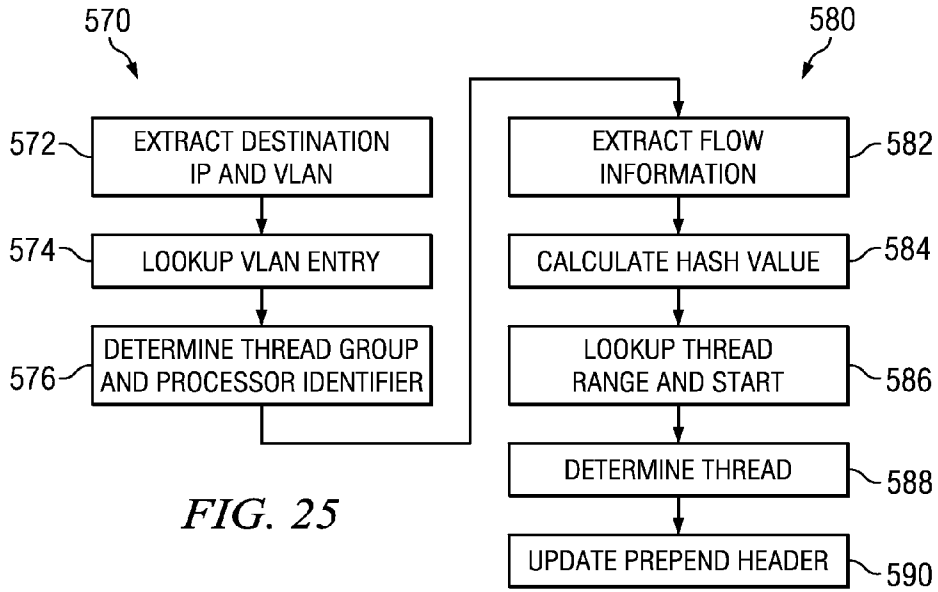 570
572
EXTRACT DESTINATION
IP AND VLAN
574
LOOKUP VLAN ENTRY
576
DETERMINE THREAD GROUP
AND PROCESSOR IDENTIFIER
580
EXTRACT FLOW
INFORMATION
582
CALCULATE HASH VALUE
584
LOOKUP THREAD
RANGE AND START
586
DETERMINE THREAD
588
UPDATE PREPEND HEADER
590
FIG. 25